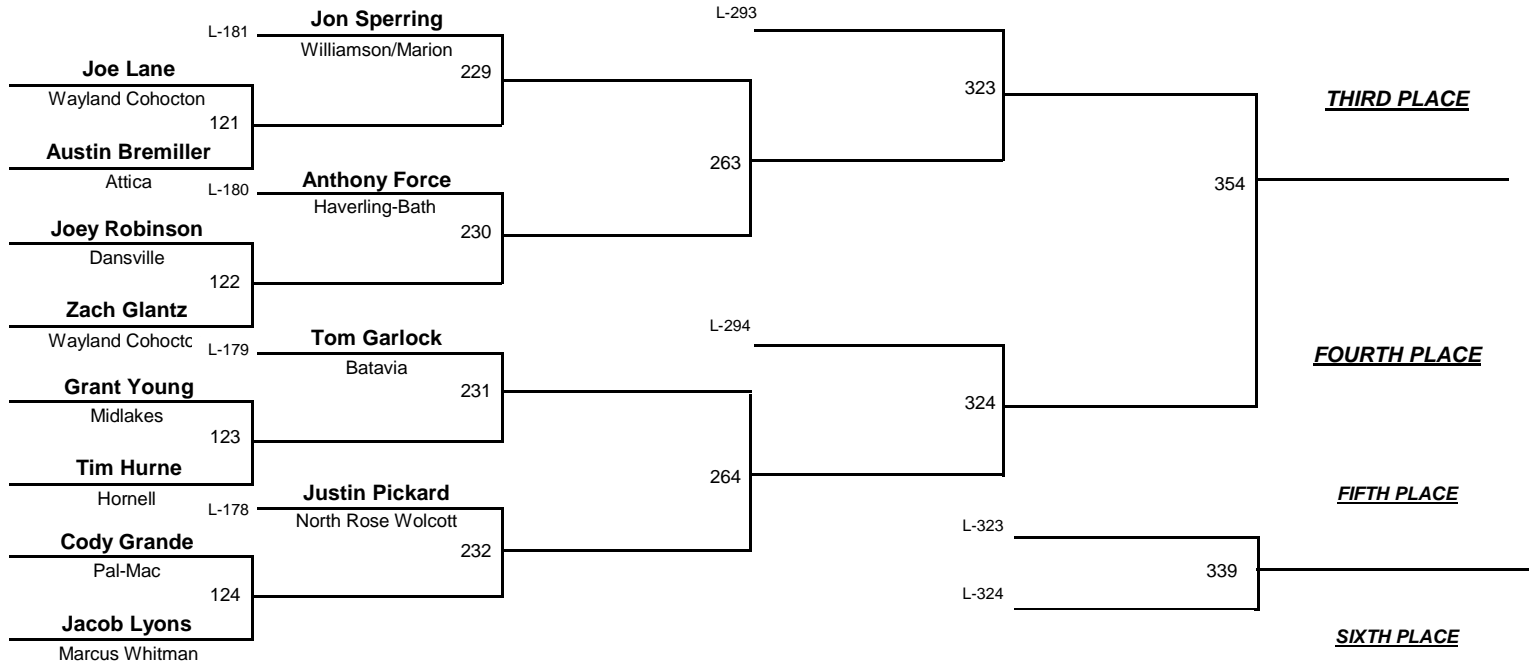 L-181
Jon Sperring
L-293
Williamson/Marion
Joe Lane
229
Wayland Cohocton
323
THIRD PLACE
121
Austin Bremiller
263
Attica
L-180
Anthony Force
354
Haverling-Bath
Joey Robinson
230
Dansville
122
Zach Glantz
L-294
Wayland Cohoctc
L-179
Tom Garlock
FOURTH PLACE
Batavia
Grant Young
231
324
Midlakes
123
Tim Hurne
264
Hornell
L-178
Justin Pickard
FIFTH PLACE
North Rose Wolcott
L-323
Cody Grande
232
Pal-Mac
339
124
L-324
Jacob Lyons
SIXTH PLACE
Marcus Whitman